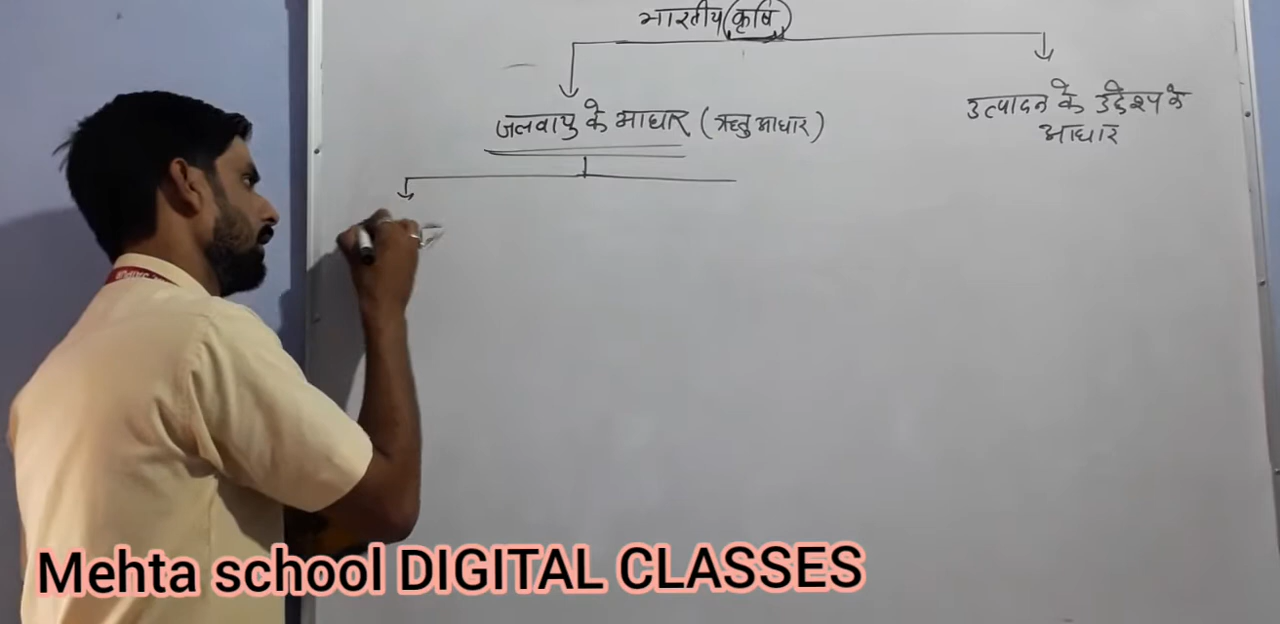 भारतीय (कृषि)
जलवायु के आधार (ऋतु आधार)
उत्पादन के उद्देश्य के
आधार
Mehta school DIGITAL CLASSES